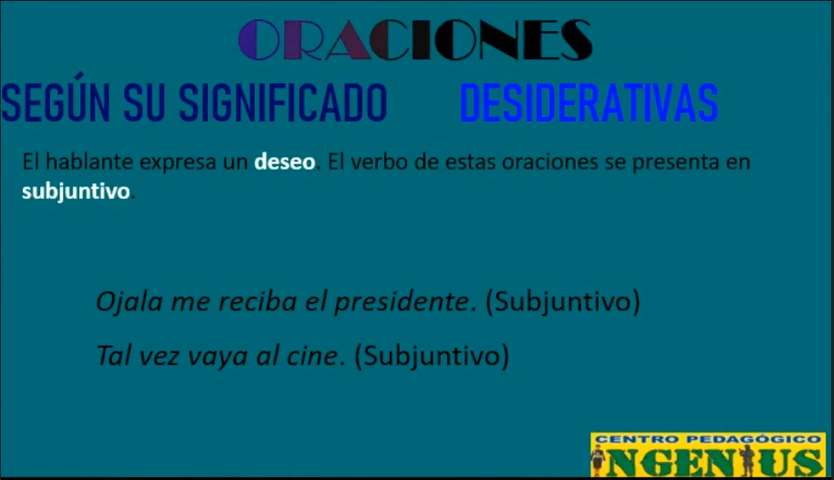 ORACIONES
SEGÚN SU SIGNIFICADO DESIDERATIVAS
El hablante expresa un deseo. El verbo de estas oraciones se presenta en
subjuntivo.
Ojala me reciba el presidente. (Subjuntivo)
Tal vez vaya al cine. (Subjuntivo)
CENTRO PEDAGÓGICO
INGENIUS